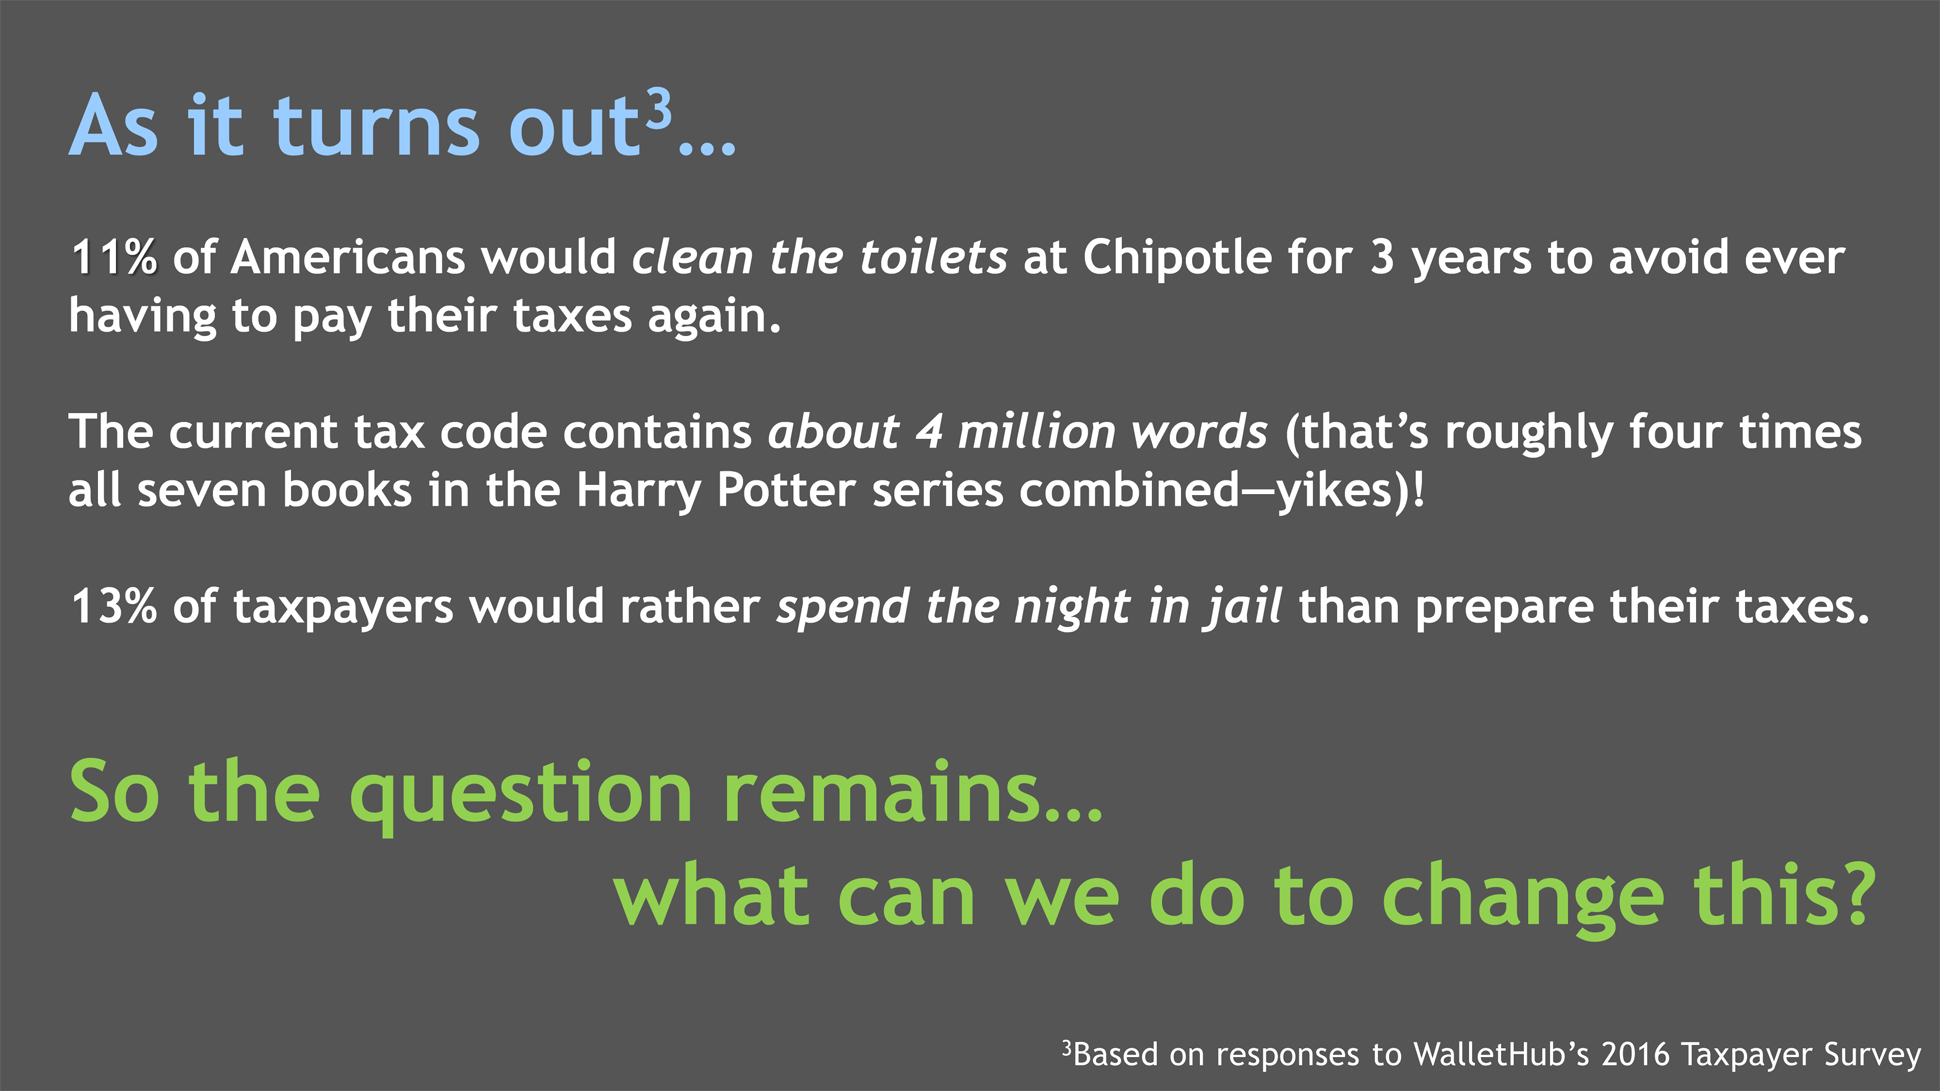 As it turns out³…
11% of Americans would clean the toilets at Chipotle for 3 years to avoid ever
having to pay their taxes again.
The current tax code contains about 4 million words (that’s roughly four times
all seven books in the Harry Potter series combined—yikes)!
13% of taxpayers would rather spend the night in jail than prepare their taxes.
So the question remains…
what can we do to change this?
³Based on responses to WalletHub’s 2016 Taxpayer Survey